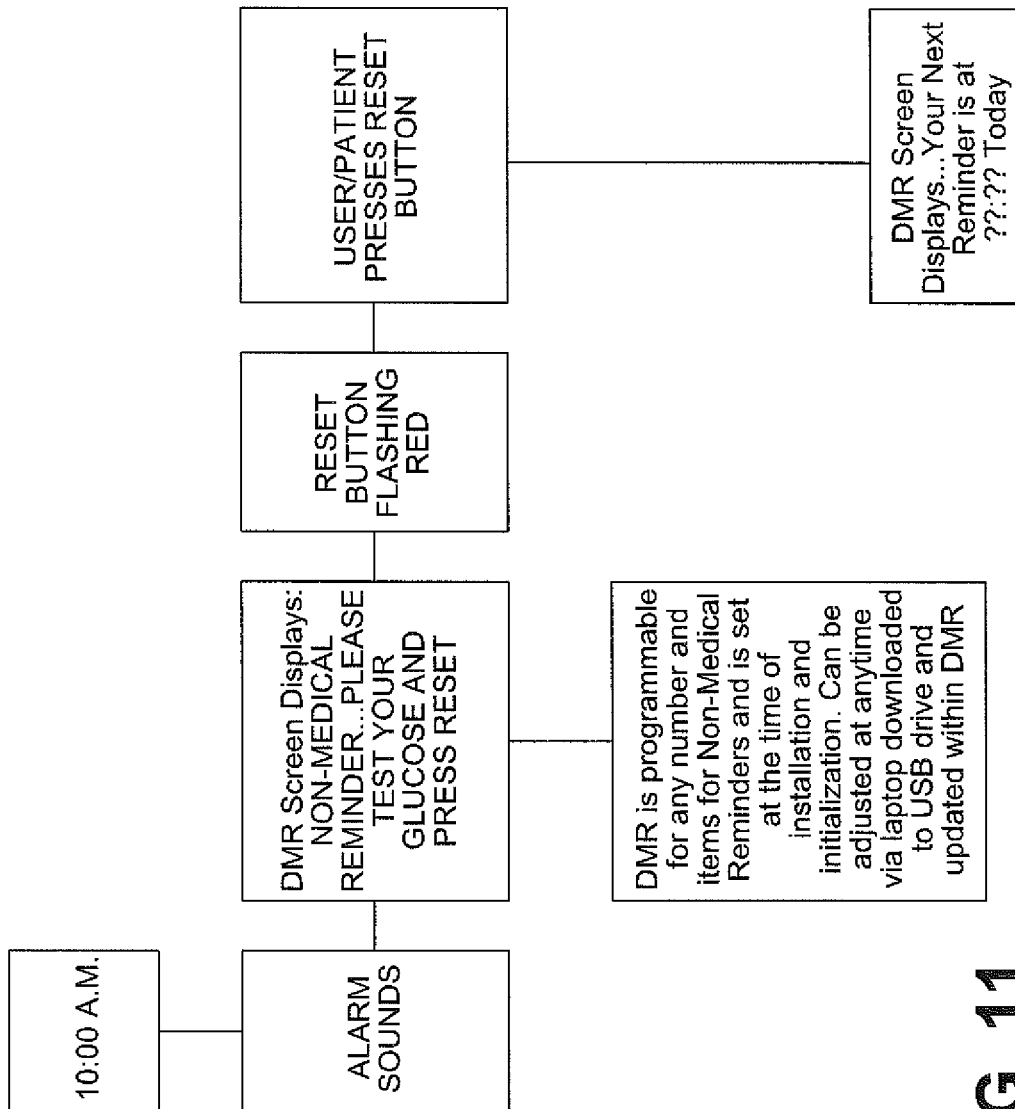 10:00 A.M.
ALARM
SOUNDS
DMR Screen Displays:
NON-MEDICAL
REMINDER...PLEASE
TEST YOUR
GLUCOSE AND
PRESS RESET
RESET
BUTTON
FLASHING
RED
USER/PATIENT
PRESSES RESET
BUTTON
DMR is programmable
for any number and
items for Non-Medical
Reminders and is set
at the time of
installation and
initialization. Can be
adjusted at anytime
via laptop downloaded
to USB drive and
updated within DMR
DMR Screen
Displays...Your Next
Reminder is at
??:?? Today
G 11